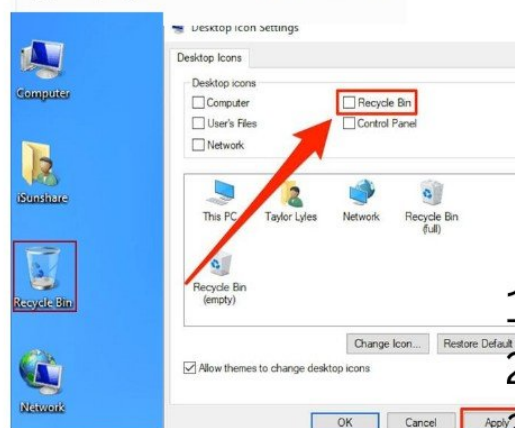 Desktop Icon Settings
Desktop Icons
Desktop icons
Computer
Recycle Bin
User's Files
Control Panel
Network
This PC
Taylor Lyles
Network
Recycle Bin
(full)
Recycle Bin
(empty)
Change Icon...
Restore Default
Allow themes to change desktop icons
OK
Cancel
Apply
Computer
iSunshare
Recycle Bin
Network
1
2